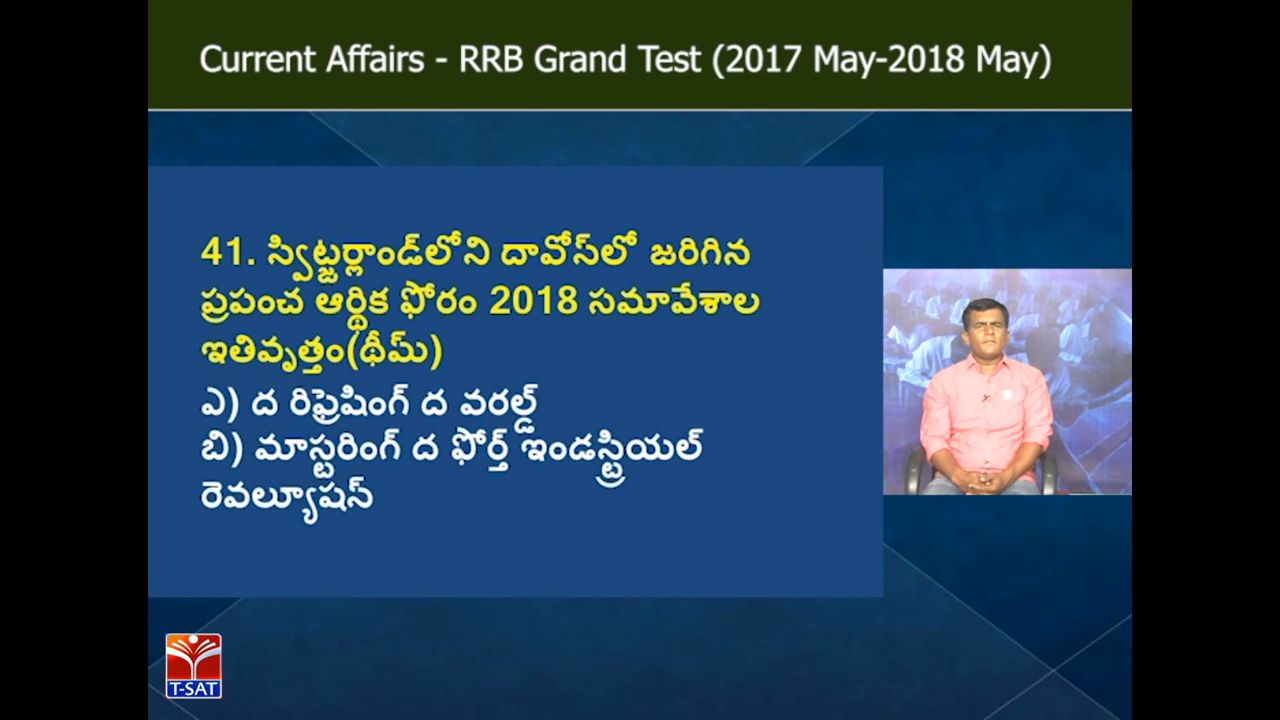 Current Affairs - RRB Grand Test (2017 May-2018 May)
41. స్విట్జర్లాండ్‌లోని దావోస్‌లో జరిగిన
ప్రపంచ ఆర్థిక ఫోరం 2018 సమావేశాల
ఇతివృత్తం(థీమ్)
ఎ) ద రిఫ్రెషింగ్ ద వరల్డ్
బి) మాస్టరింగ్ ద ఫోర్త్ ఇండస్ట్రియల్
రెవల్యూషన్
T-SAT